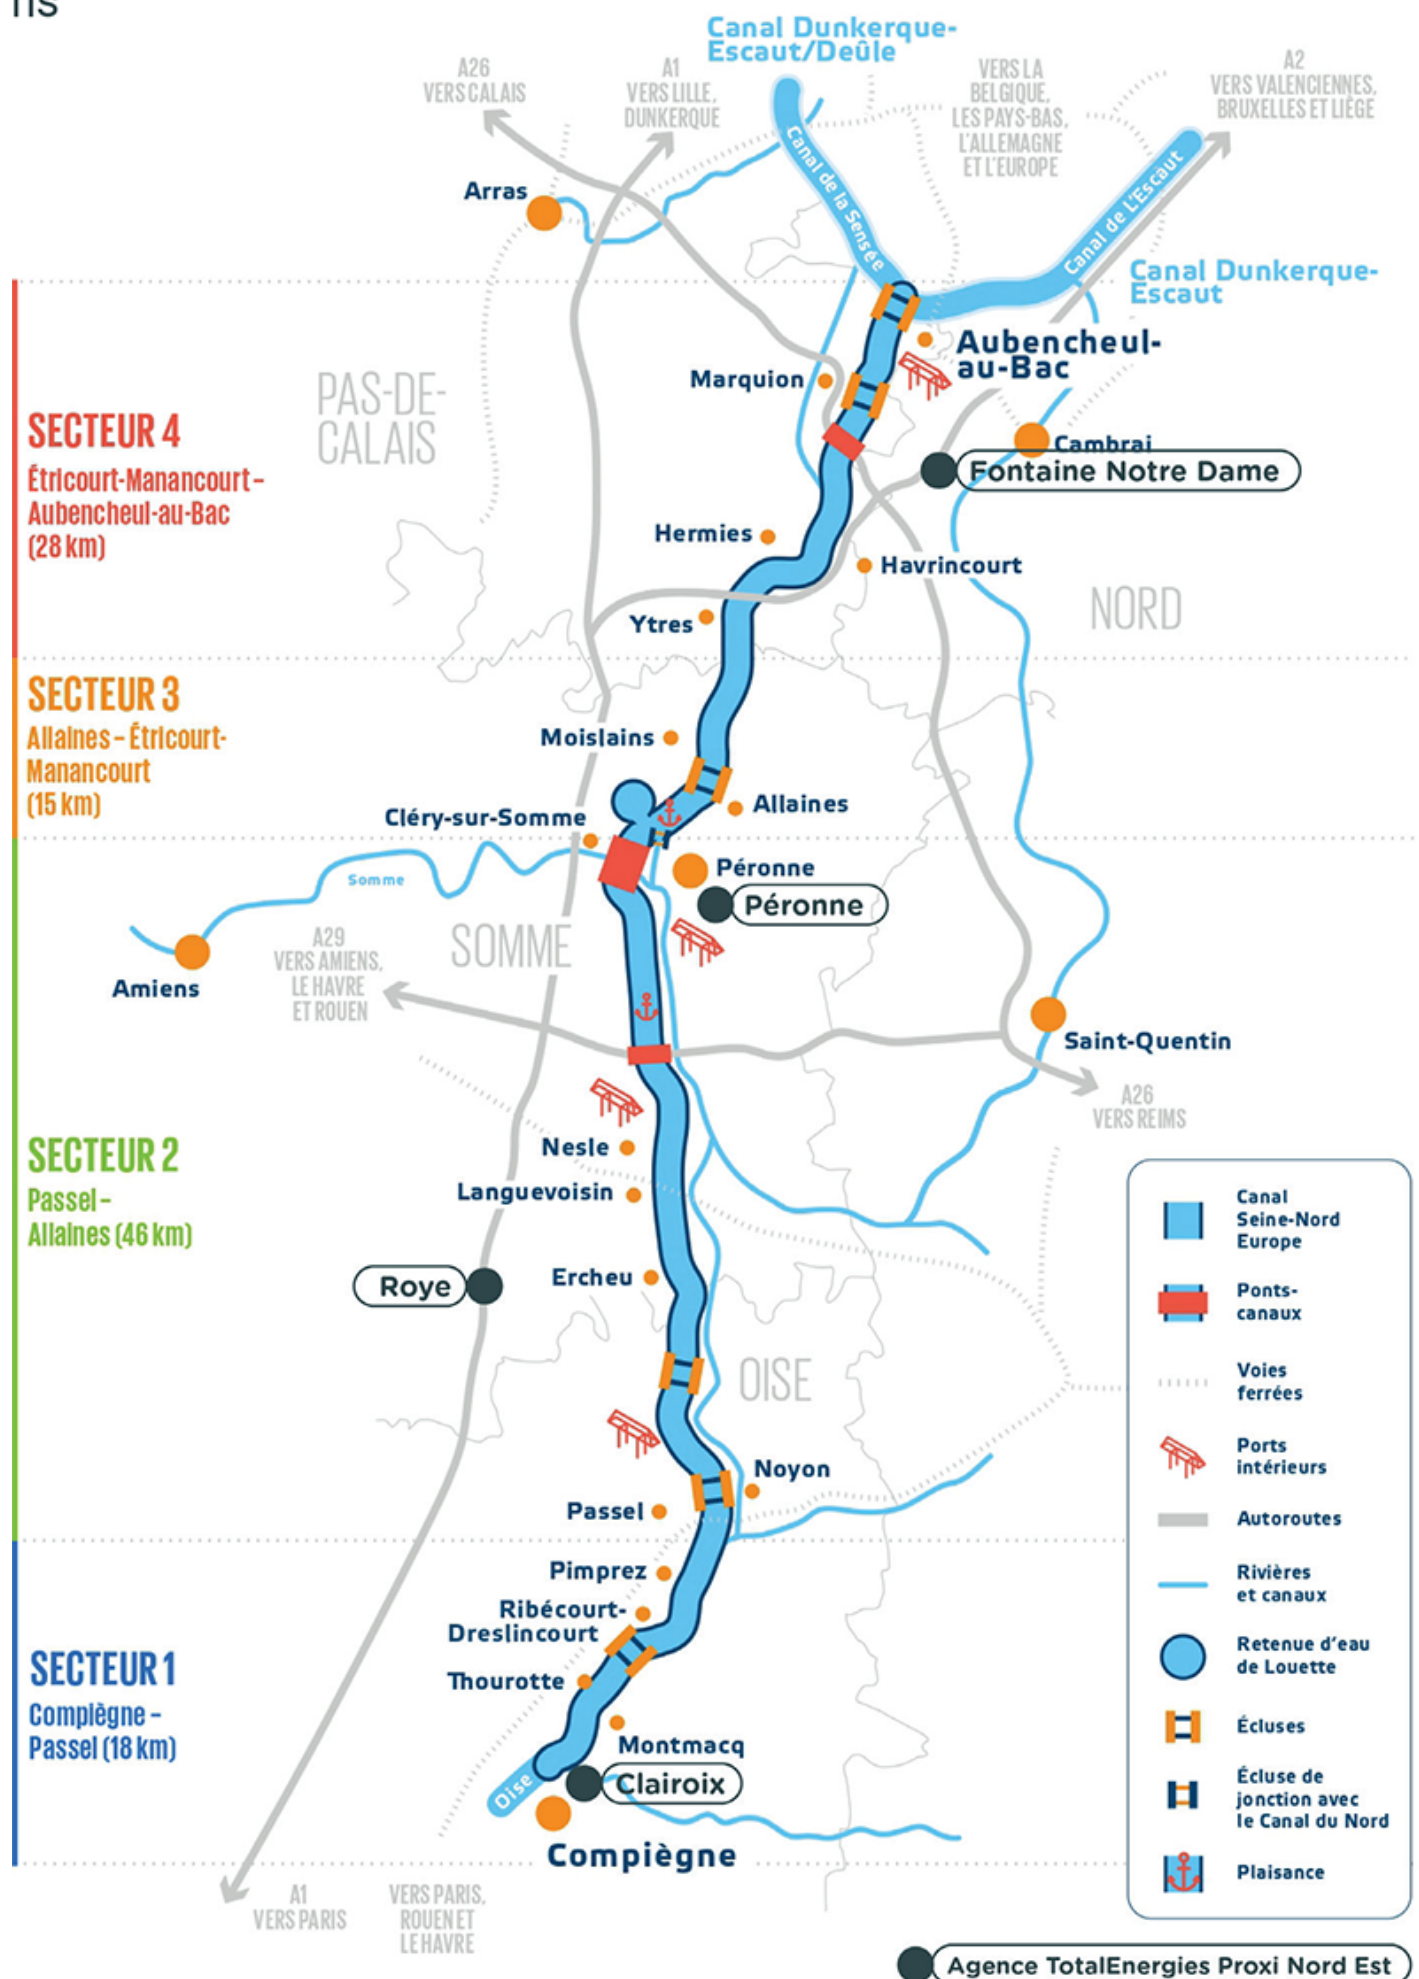 ns
Canal Dunkerque-
Escaut/Deûle
A26
VERS CALAIS
A1
VERS LILLE,
DUNKERQUE
VERS LA
BELGIQUE,
LES PAYS-BAS,
L'ALLEMAGNE
ET L'EUROPE
A2
VERS VALENCIENNES,
BRUXELLES ET LIÈGE
Canal de la Sensée
Canal de L'Escaut
Arras
Canal Dunkerque-
Escaut
Aubencheul-
au-Bac
Marquion
PAS-DE-
CALAIS
SECTEUR 4
Étricourt-Manancourt –
Aubencheul-au-Bac
(28 km)
Cambrai
Fontaine Notre Dame
Hermies
Havrincourt
NORD
Ytres
SECTEUR 3
Allaines – Étricourt-
Manancourt
(15 km)
Moislains
Allaines
Cléry-sur-Somme
Péronne
Somme
Péronne
SOMME
A29
VERS AMIENS,
LE HAVRE
ET ROUEN
Amiens
Saint-Quentin
A26
VERS REIMS
SECTEUR 2
Passel –
Allaines (46 km)
Nesle
Languevoisin
Ercheu
Roye
OISE
Noyon
Passel
Pimprez
Ribécourt-
Dreslincourt
SECTEUR 1
Compiègne –
Passel (18 km)
Thourotte
Montmacq
Oise
Clairoix
Compiègne
A1
VERS PARIS
VERS PARIS,
ROUEN ET
LE HAVRE
Canal
Seine-Nord
Europe
Ponts-
canaux
Voies
ferrées
Ports
intérieurs
Autoroutes
Rivières
et canaux
Retenue d'eau
de Louette
Écluses
Écluse de
jonction avec
le Canal du Nord
Plaisance
Agence TotalEnergies Proxi Nord Est